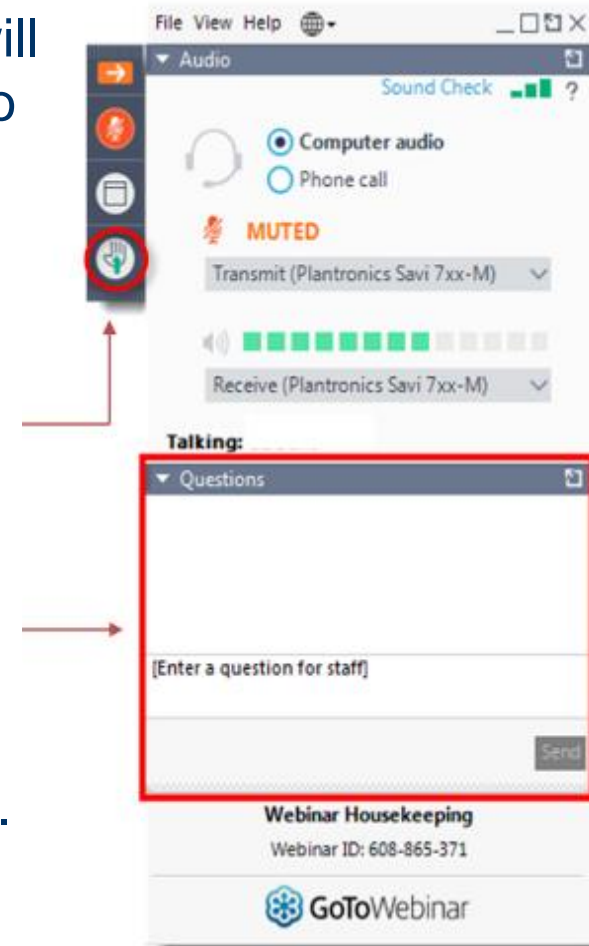 File View Help
Audio
Sound Check ?
Computer audio
Phone call
MUTED
Transmit (Plantronics Savi 7xx-M)
Receive (Plantronics Savi 7xx-M)
Talking:
Questions
[Enter a question for staff]
Send
Webinar Housekeeping
Webinar ID: 608-865-371
GoToWebinar